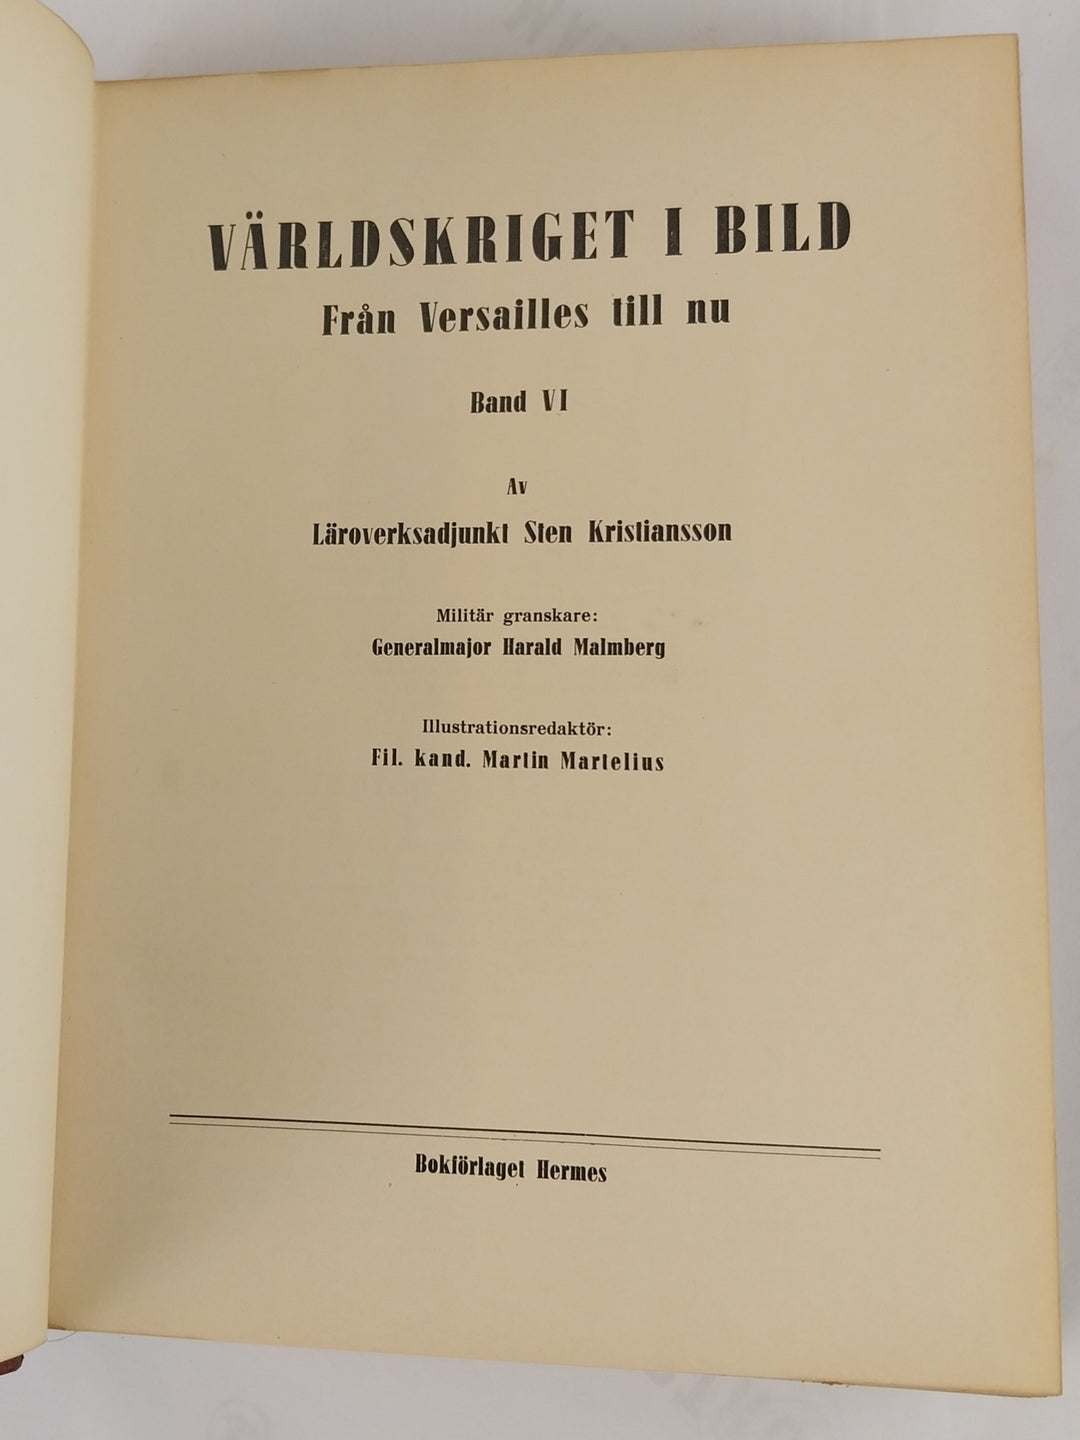 VÄRLDSKRIGET I BILD
Från Versailles till nu
Band VI
Av
Läroverksadjunkt Sten Kristiansson
Militär granskare:
Generalmajor Harald Malmberg
Illustrationsredaktör:
Fil. kand. Martin Martelius
Bokförlaget Hermes